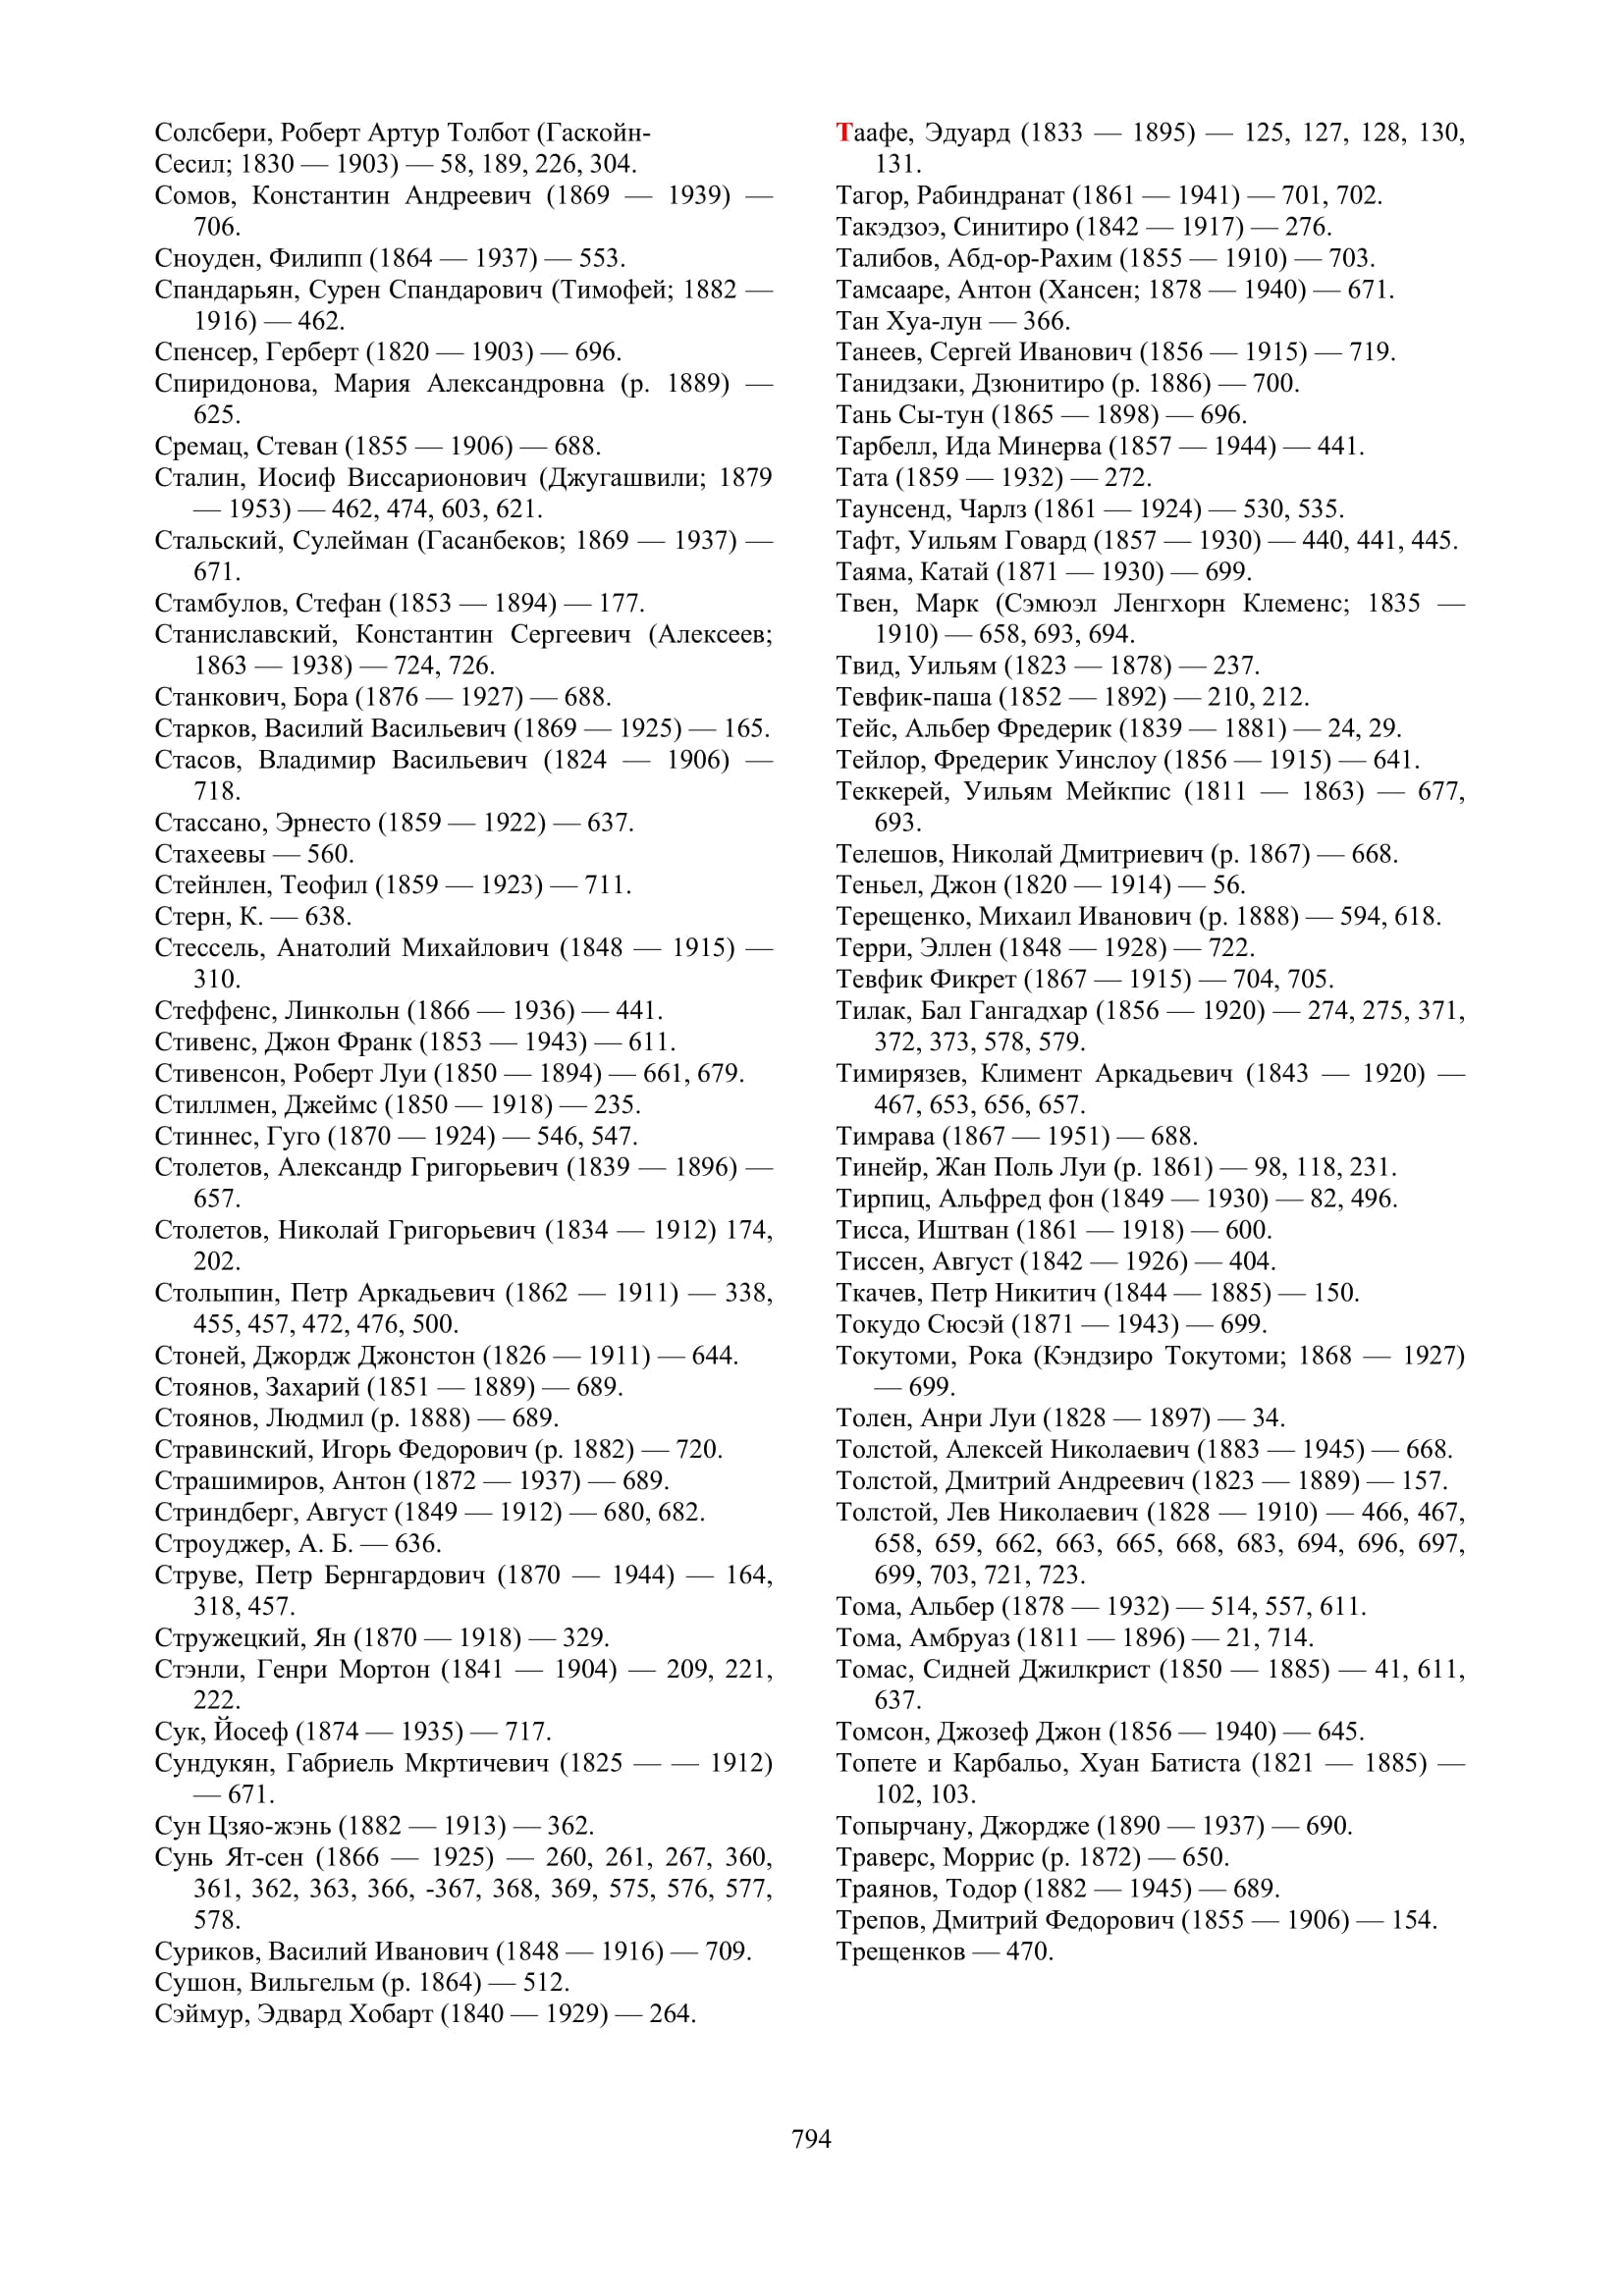 Солсбери, Роберт Артур Толбот (Гаскойн-
Сесил; 1830 — 1903) — 58, 189, 226, 304.
Сомов, Константин Андреевич (1869 — 1939) —
706.
Сноуден, Филипп (1864 — 1937) — 553.
Спандарьян, Сурен Спандарович (Тимофей; 1882 —
1916) — 462.
Спенсер, Герберт (1820 — 1903) — 696.
Спиридонова, Мария Александровна (р. 1889) —
625.
Сремац, Стеван (1855 — 1906) — 688.
Сталин, Иосиф Виссарионович (Джугашвили; 1879
— 1953) — 462, 474, 603, 621.
Стальский, Сулейман (Гасанбеков; 1869 — 1937) —
671.
Стамбулов, Стефан (1853 — 1894) — 177.
Станиславский, Константин Сергеевич (Алексеев;
1863 — 1938) — 724, 726.
Станкович, Бора (1876 — 1927) — 688.
Старков, Василий Васильевич (1869 — 1925) — 165.
Стасов, Владимир Васильевич (1824 — 1906) —
718.
Стассано, Эрнесто (1859 — 1922) — 637.
Стахеевы — 560.
Стейнлен, Теофил (1859 — 1923) — 711.
Стерн, К. — 638.
Стессель, Анатолий Михайлович (1848 — 1915) —
310.
Стеффенс, Линкольн (1866 — 1936) — 441.
Стивенс, Джон Франк (1853 — 1943) — 611.
Стивенсон, Роберт Луи (1850 — 1894) — 661, 679.
Стиллмен, Джеймс (1850 — 1918) — 235.
Стиннес, Гуго (1870 — 1924) — 546, 547.
Столетов, Александр Григорьевич (1839 — 1896) —
657.
Столетов, Николай Григорьевич (1834 — 1912) 174,
202.
Столыпин, Петр Аркадьевич (1862 — 1911) — 338,
455, 457, 472, 476, 500.
Стоней, Джордж Джонстон (1826 — 1911) — 644.
Стоянов, Захарий (1851 — 1889) — 689.
Стоянов, Людмил (р. 1888) — 689.
Стравинский, Игорь Федорович (р. 1882) — 720.
Страшимиров, Антон (1872 — 1937) — 689.
Стриндберг, Август (1849 — 1912) — 680, 682.
Строуджер, А. Б. — 636.
Струве, Петр Бернгардович (1870 — 1944) — 164,
318, 457.
Стружецкий, Ян (1870 — 1918) — 329.
Стэнли, Генри Мортон (1841 — 1904) — 209, 221,
222.
Сук, Йосеф (1874 — 1935) — 717.
Сундукян, Габриель Мкртичевич (1825 — — 1912)
— 671.
Сун Цзяо-жэнь (1882 — 1913) — 362.
Сунь Ят-сен (1866 — 1925) — 260, 261, 267, 360,
361, 362, 363, 366, -367, 368, 369, 575, 576, 577,
578.
Суриков, Василий Иванович (1848 — 1916) — 709.
Сушон, Вильгельм (р. 1864) — 512.
Сэймур, Эдвард Хобарт (1840 — 1929) — 264.
Таафе, Эдуард (1833 — 1895) — 125, 127, 128, 130,
131.
Тагор, Рабиндранат (1861 — 1941) — 701, 702.
Такэдзоэ, Синитиро (1842 — 1917) — 276.
Талибов, Абд-ор-Рахим (1855 — 1910) — 703.
Тамсааре, Антон (Хансен; 1878 — 1940) — 671.
Тан Хуа-лун — 366.
Танеев, Сергей Иванович (1856 — 1915) — 719.
Танидзаки, Дзюнитиро (р. 1886) — 700.
Тань Сы-тун (1865 — 1898) — 696.
Тарбелл, Ида Минерва (1857 — 1944) — 441.
Тата (1859 — 1932) — 272.
Таунсенд, Чарлз (1861 — 1924) — 530, 535.
Тафт, Уильям Говард (1857 — 1930) — 440, 441, 445.
Таяма, Катай (1871 — 1930) — 699.
Твен, Марк (Сэмюэл Ленгхорн Клеменс; 1835 —
1910) — 658, 693, 694.
Твид, Уильям (1823 — 1878) — 237.
Тевфик-паша (1852 — 1892) — 210, 212.
Тейс, Альбер Фредерик (1839 — 1881) — 24, 29.
Тейлор, Фредерик Уинслоу (1856 — 1915) — 641.
Теккерей, Уильям Мейкпис (1811 — 1863) — 677,
693.
Телешов, Николай Дмитриевич (р. 1867) — 668.
Теньел, Джон (1820 — 1914) — 56.
Терещенко, Михаил Иванович (р. 1888) — 594, 618.
Терри, Эллен (1848 — 1928) — 722.
Тевфик Фикрет (1867 — 1915) — 704, 705.
Тилак, Бал Гангадхар (1856 — 1920) — 274, 275, 371,
372, 373, 578, 579.
Тимирязев, Климент Аркадьевич (1843 — 1920) —
467, 653, 656, 657.
Тимрава (1867 — 1951) — 688.
Тинейр, Жан Поль Луи (р. 1861) — 98, 118, 231.
Тирпиц, Альфред фон (1849 — 1930) — 82, 496.
Тисса, Иштван (1861 — 1918) — 600.
Тиссен, Август (1842 — 1926) — 404.
Ткачев, Петр Никитич (1844 — 1885) — 150.
Токудо Сюсэй (1871 — 1943) — 699.
Токутоми, Рока (Кэндзиро Токутоми; 1868 — 1927)
— 699.
Толен, Анри Луи (1828 — 1897) — 34.
Толстой, Алексей Николаевич (1883 — 1945) — 668.
Толстой, Дмитрий Андреевич (1823 — 1889) — 157.
Толстой, Лев Николаевич (1828 — 1910) — 466, 467,
658, 659, 662, 663, 665, 668, 683, 694, 696, 697,
699, 703, 721, 723.
Тома, Альбер (1878 — 1932) — 514, 557, 611.
Тома, Амбруаз (1811 — 1896) — 21, 714.
Томас, Сидней Джилкрист (1850 — 1885) — 41, 611,
637.
Томсон, Джозеф Джон (1856 — 1940) — 645.
Топете и Карбальо, Хуан Батиста (1821 — 1885) —
102, 103.
Топырчану, Джордже (1890 — 1937) — 690.
Траверс, Моррис (р. 1872) — 650.
Траянов, Тодор (1882 — 1945) — 689.
Трепов, Дмитрий Федорович (1855 — 1906) — 154.
Трещенков — 470.
794